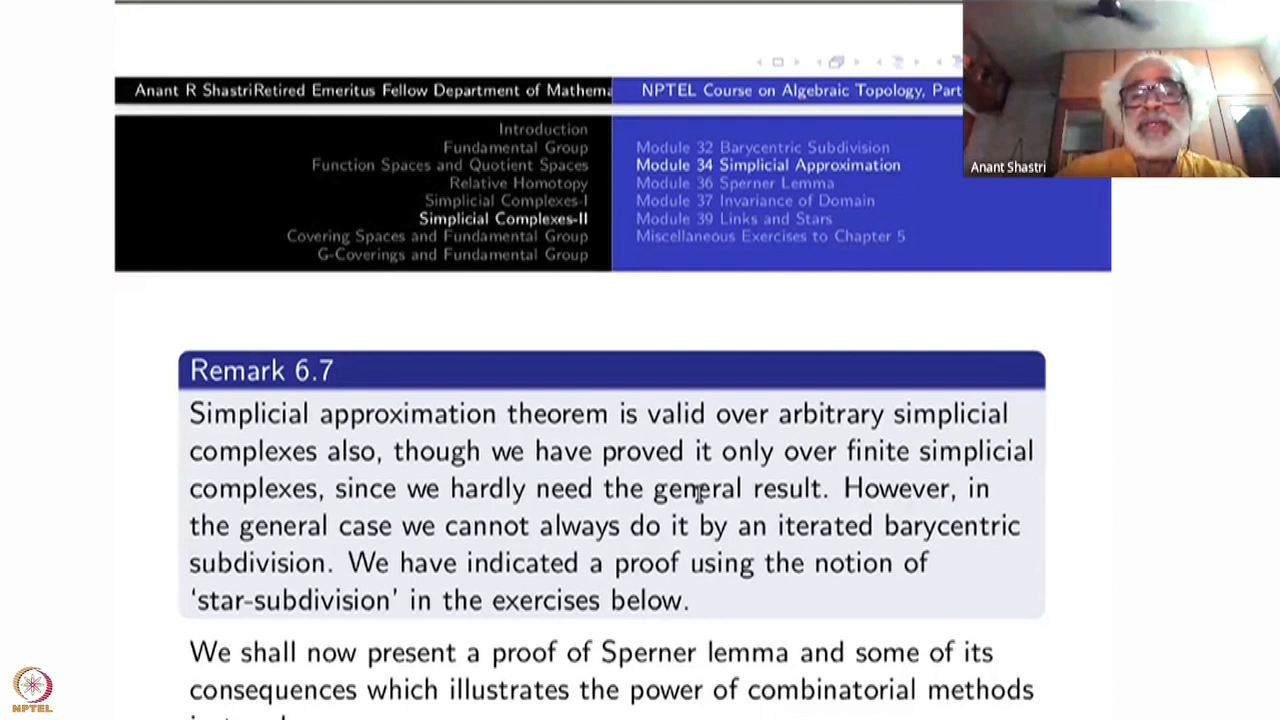 Anant R ShastriRetired Emeritus Fellow Department of Mathema
NPTEL Course on Algebraic Topology, Part
Introduction
Fundamental Group
Function Spaces and Quotient Spaces
Relative Homotopy
Simplicial Complexes-I
Simplicial Complexes-II
Covering Spaces and Fundamental Group
G-Coverings and Fundamental Group
Module 32 Barycentric Subdivision
Module 34 Simplicial Approximation
Module 36 Sperner Lemma
Module 37 Invariance of Domain
Module 39 Links and Stars
Miscellaneous Exercises to Chapter 5
Anant Shastri
Remark 6.7
Simplicial approximation theorem is valid over arbitrary simplicial
complexes also, though we have proved it only over finite simplicial
complexes, since we hardly need the general result. However, in
the general case we cannot always do it by an iterated barycentric
subdivision. We have indicated a proof using the notion of
‘star-subdivision’ in the exercises below.
We shall now present a proof of Sperner lemma and some of its
consequences which illustrates the power of combinatorial methods
NPTEL